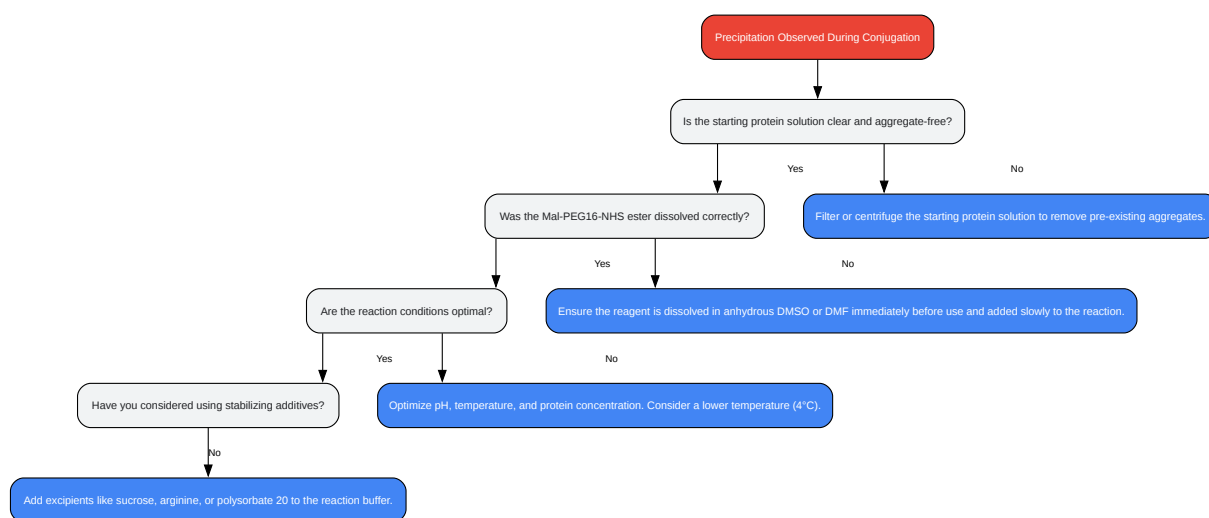 Precipitation Observed During Conjugation
Is the starting protein solution clear and aggregate-free?
Yes
No
Was the Mal-PEG16-NHS ester dissolved correctly?
Filter or centrifuge the starting protein solution to remove pre-existing aggregates.
Yes
No
Are the reaction conditions optimal?
Ensure the reagent is dissolved in anhydrous DMSO or DMF immediately before use and added slowly to the reaction.
Yes
No
Have you considered using stabilizing additives?
Optimize pH, temperature, and protein concentration. Consider a lower temperature (4°C).
No
Add excipients like sucrose, arginine, or polysorbate 20 to the reaction buffer.